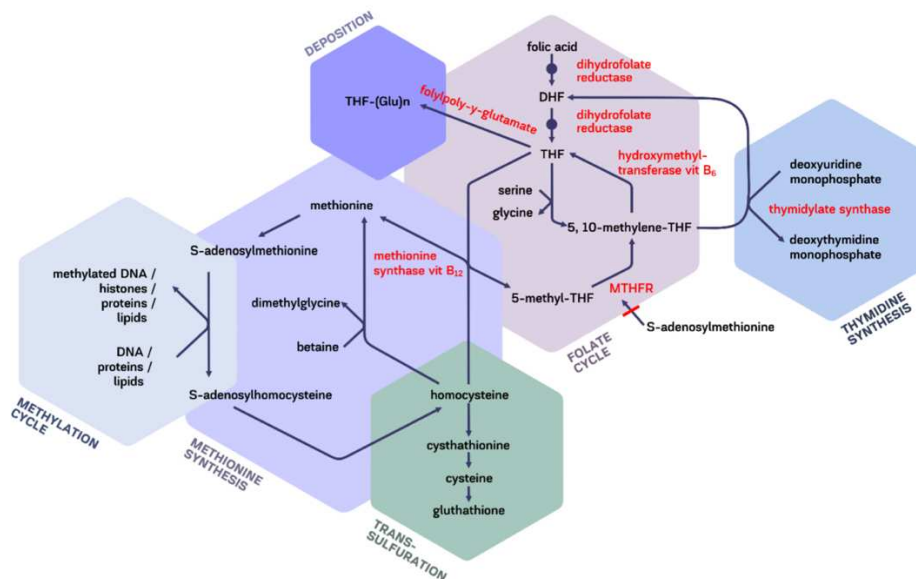 DEPOSITION
THF-(Glu)n
folylpoly-y-glutamate
folic acid
dihydrofolate
reductase
DHF
dihydrofolate
reductase
THF
hydroxymethyl-
transferase vit B₆
serine
glycine
5, 10-methylene-THF
5-methyl-THF
MTHFR
S-adenosylmethionine
FOLATE
CYCLE
deoxyuridine
monophosphate
thymidylate synthase
deoxythymidine
monophosphate
THYMIDINE
SYNTHESIS
methionine
S-adenosylmethionine
methionine
synthase vit B₁₂
dimethylglycine
betaine
methylated DNA /
histones /
proteins /
lipids
DNA /
proteins /
lipids
S-adenosylhomocysteine
METHYLATION
CYCLE
METHIONINE
SYNTHESIS
homocysteine
cysthathionine
cysteine
gluthathione
TRANS-
SULFURATION